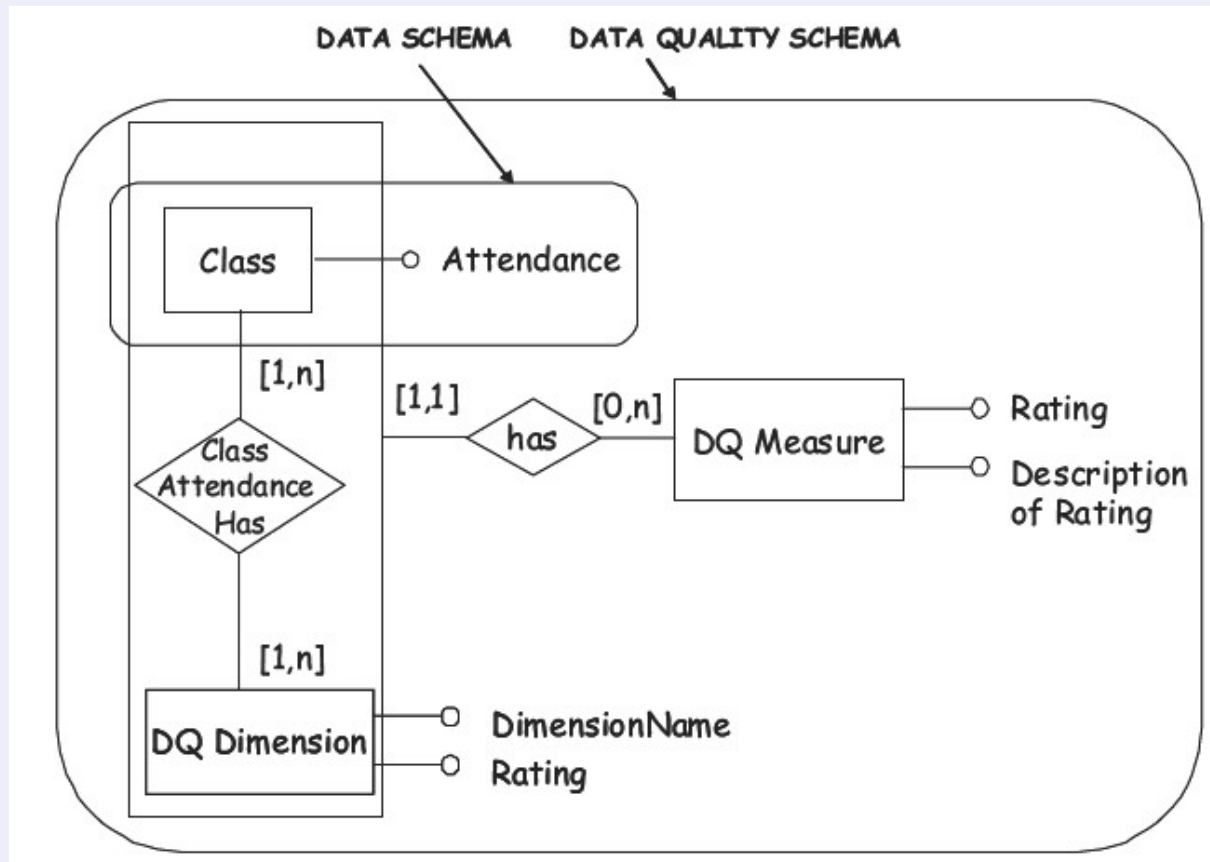 DATA SCHEMA
DATA QUALITY SCHEMA
Class
Attendance
[1,n]
[1,1]
[0,n]
Class
Attendance
Has
has
DQ Measure
Rating
Description
of Rating
[1,n]
DQ Dimension
DimensionName
Rating